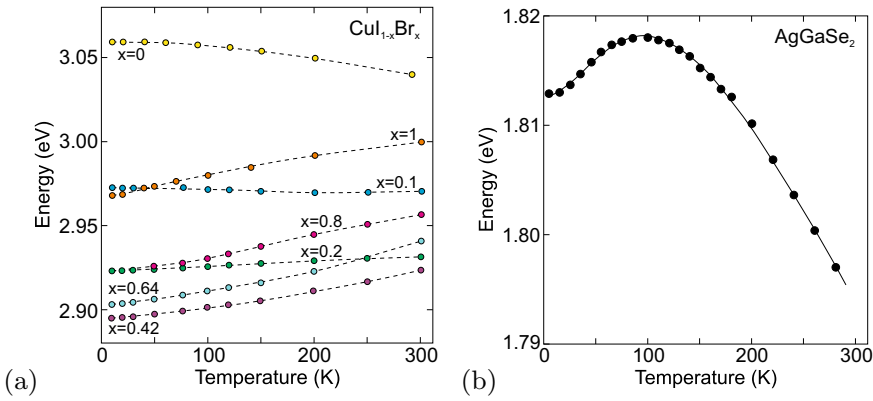 CuI1-xBrx
x=0
x=1
x=0.1
x=0.8
x=0.2
x=0.64
x=0.42
3.05
3.00
2.95
2.90
Energy (eV)
0 100 200 300
Temperature (K)
(a)
AgGaSe2
1.82
1.81
1.80
1.79
Energy (eV)
0 100 200 300
Temperature (K)
(b)